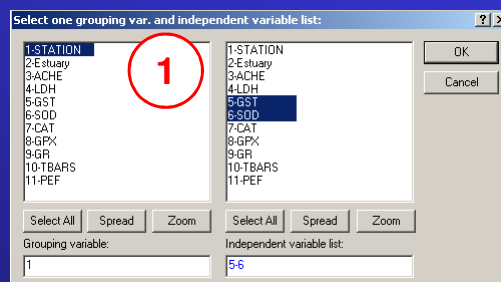 Select one grouping var. and independent variable list:
1-STATION
2-Estuary
3-ACHE
4-LDH
5-GST
6-SOD
7-CAT
8-GPX
9-GR
10-TBARS
11-PEF
1
1-STATION
2-Estuary
3-ACHE
4-LDH
5-GST
6-SOD
7-CAT
8-GPX
9-GR
10-TBARS
11-PEF
OK
Cancel
Select All Spread Zoom Select All Spread Zoom
Grouping variable: Independent variable list:
1 5-6